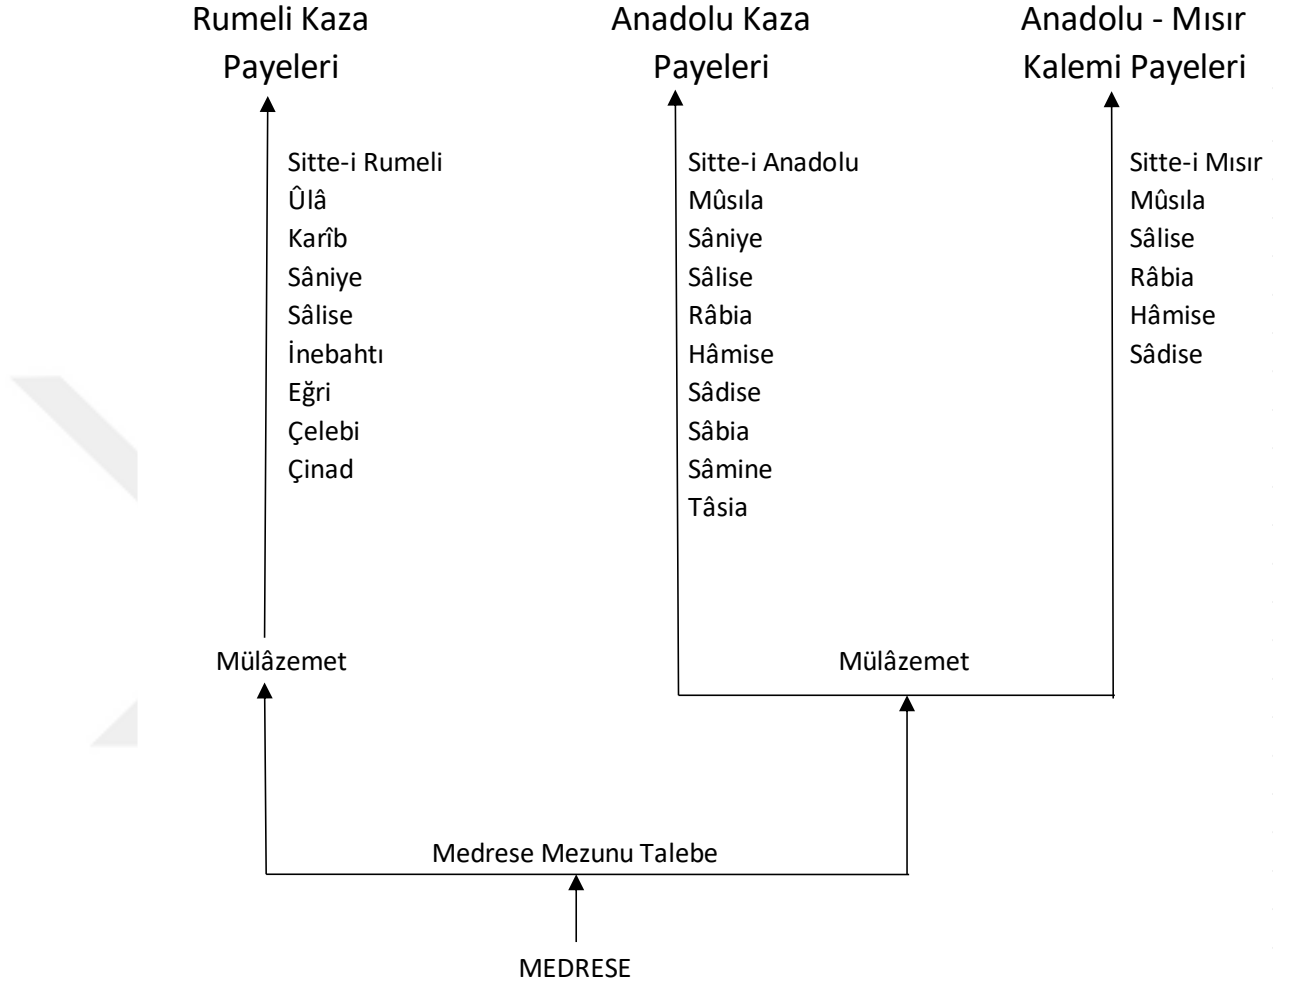 Rumeli Kaza
Payeleri
Anadolu Kaza
Payeleri
Anadolu - Mısır
Kalemi Payeleri
Sitte-i Rumeli
Ûlâ
Karîb
Sâniye
Sâlise
İnebahtı
Eğri
Çelebi
Çinad
Sitte-i Anadolu
Mûsıla
Sâniye
Sâlise
Râbia
Hâmise
Sâdise
Sâbia
Sâmine
Tâsia
Sitte-i Mısır
Mûsıla
Sâlise
Râbia
Hâmise
Sâdise
Mülâzemet
Mülâzemet
Medrese Mezunu Talebe
MEDRESE